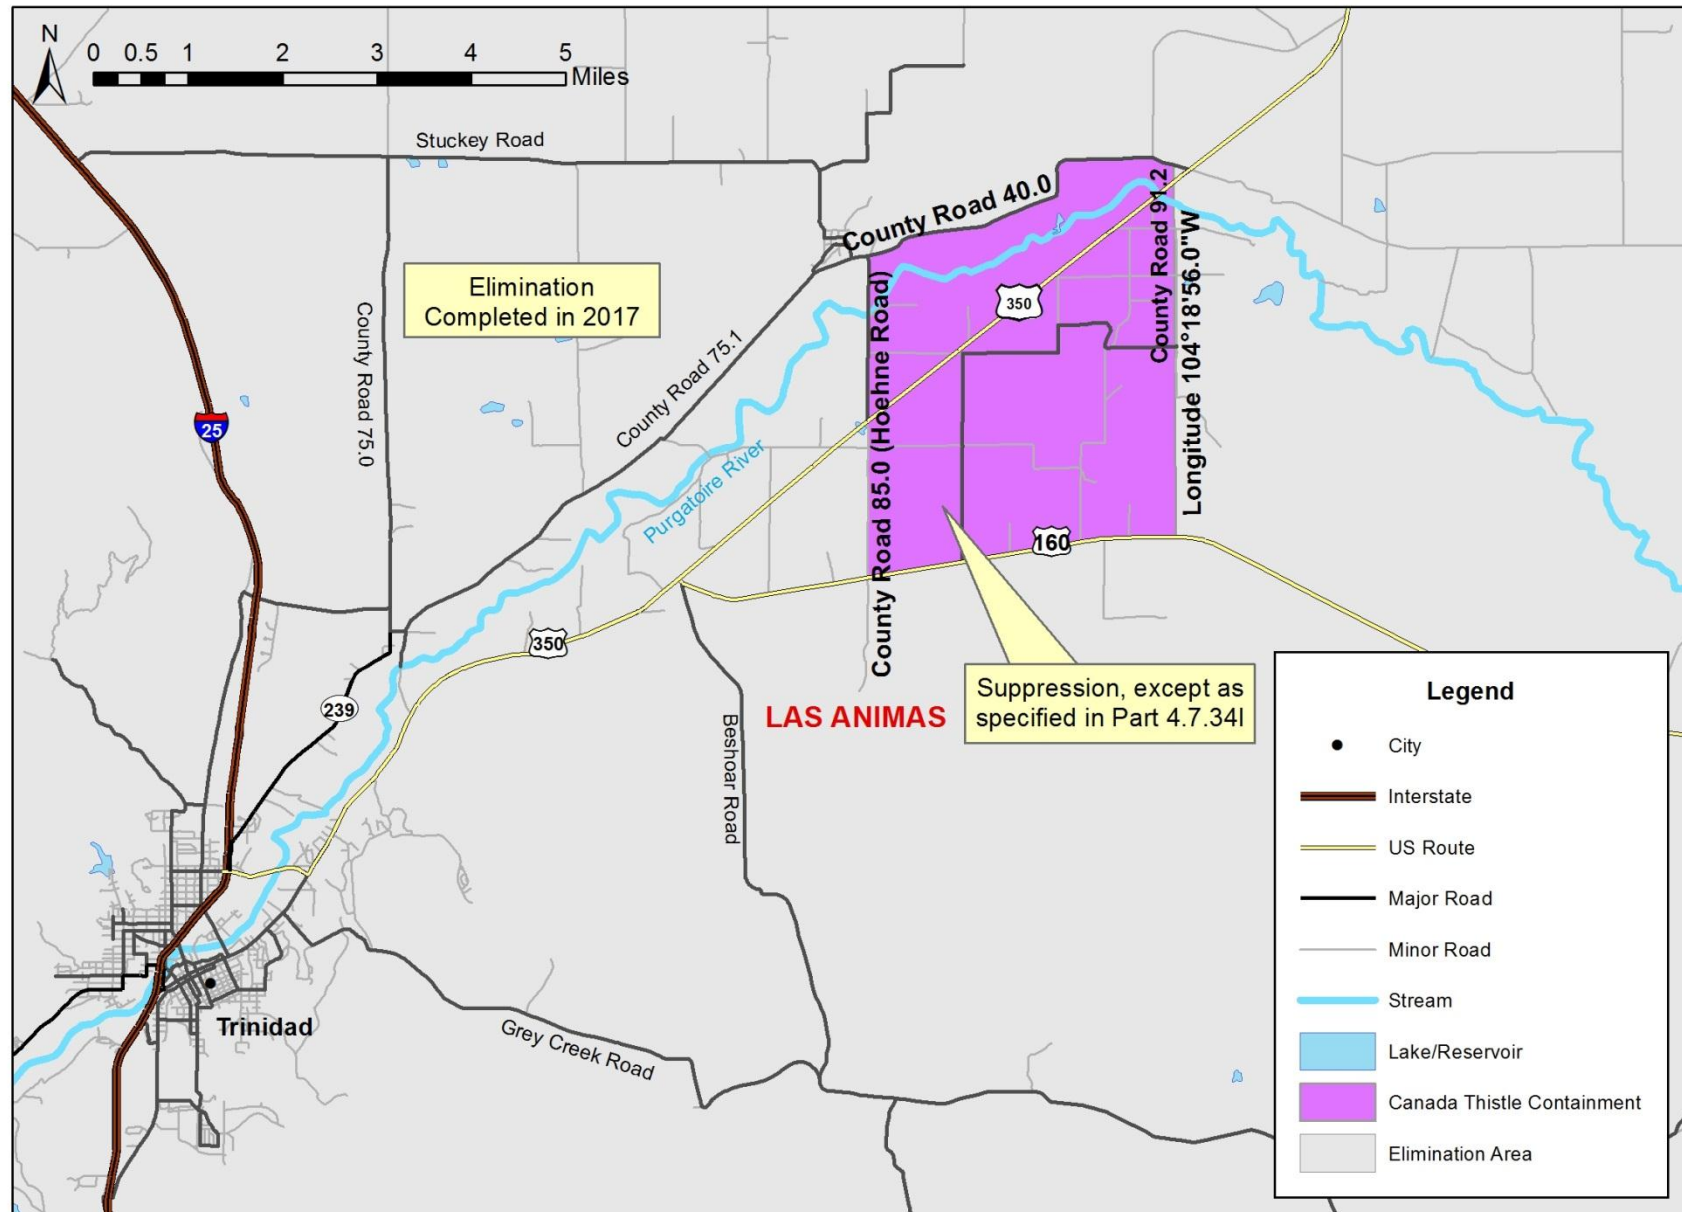 N
0 0.5 1 2 3 4 5
Miles
Stuckey Road
County Road 40.0
County Road 91.2
Longitude 104°18'56.0"W
Elimination
Completed in 2017
County Road 75.0
County Road 75.1
County Road 85.0 (Hoehne Road)
350
25
Purgatoire River
160
350
239
Suppression, except as
specified in Part 4.7.34I
LAS ANIMAS
Beshoar Road
Trinidad
Grey Creek Road
Legend
City
Interstate
US Route
Major Road
Minor Road
Stream
Lake/Reservoir
Canada Thistle Containment
Elimination Area